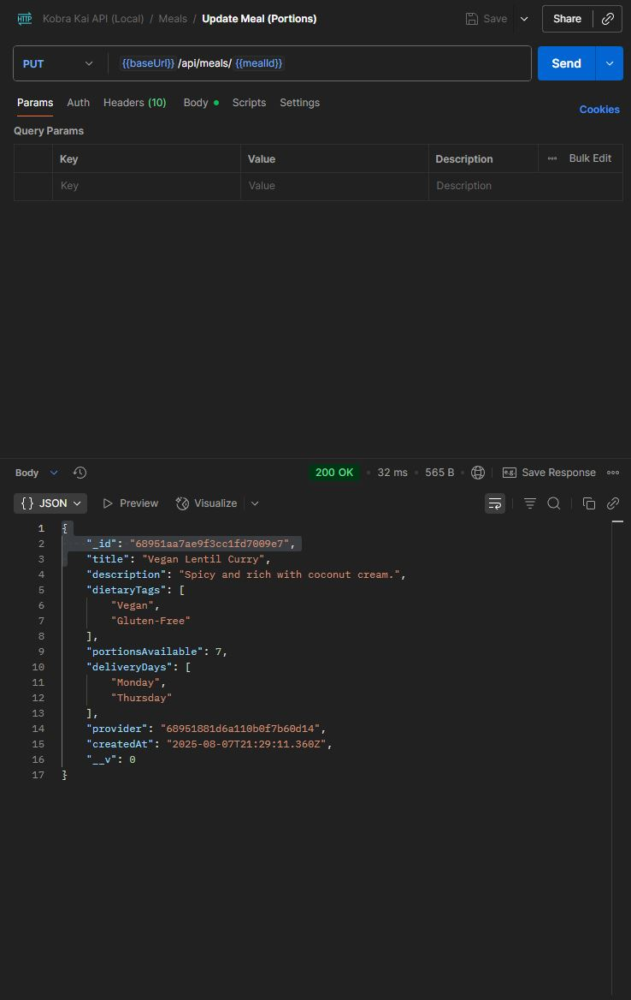 HTTP Kobra Kai API (Local) / Meals / Update Meal (Portions) Save Share
PUT {{baseUrl}} /api/meals/ {{mealId}} Send
Params Auth Headers (10) Body Scripts Settings Cookies
Query Params
Key Value Description Bulk Edit
Key Value Description
Body 200 OK 32 ms 565 B e.g. Save Response
{} JSON Preview Visualize
1 {
2 "_id": "68951aa7ae9f3cc1fd7009e7",
3 "title": "Vegan Lentil Curry",
4 "description": "Spicy and rich with coconut cream.",
5 "dietaryTags": [
6 "Vegan",
7 "Gluten-Free"
8 ],
9 "portionsAvailable": 7,
10 "deliveryDays": [
11 "Monday",
12 "Thursday"
13 ],
14 "provider": "68951881d6a110b0f7b60d14",
15 "createdAt": "2025-08-07T21:29:11.360Z",
16 "__v": 0
17 }